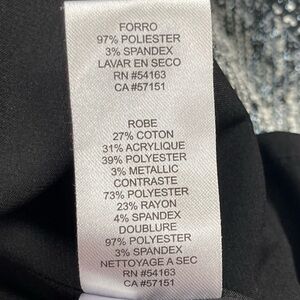 FORRO
97% POLIESTER
3% SPANDEX
LAVAR EN SECO
RN #54163
CA #57151
ROBE
27% COTON
31% ACRYLIQUE
39% POLYESTER
3% METALLIC
CONTRASTE
73% POLYESTER
23% RAYON
4% SPANDEX
DOUBLURE
97% POLYESTER
3% SPANDEX
NETTOYAGE A SEC
RN #54163
CA #57151